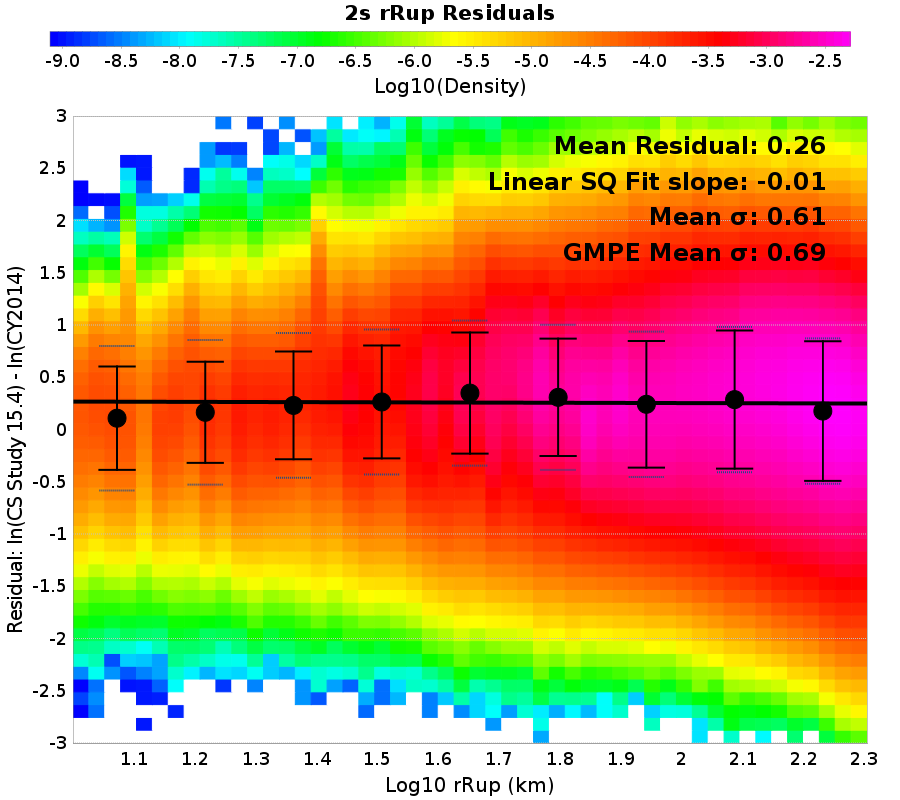 2s rRup Residuals
-9.0 -8.5 -8.0 -7.5 -7.0 -6.5 -6.0 -5.5 -5.0 -4.5 -4.0 -3.5 -3.0 -2.5
Log10(Density)
Mean Residual: 0.26
Linear SQ Fit slope: -0.01
Mean σ: 0.61
GMPE Mean σ: 0.69
Residual: ln(CS Study 15.4) - ln(CY2014)
3
2.5
2
1.5
1
0.5
0
-0.5
-1
-1.5
-2
-2.5
-3
1.1 1.2 1.3 1.4 1.5 1.6 1.7 1.8 1.9 2 2.1 2.2 2.3
Log10 rRup (km)